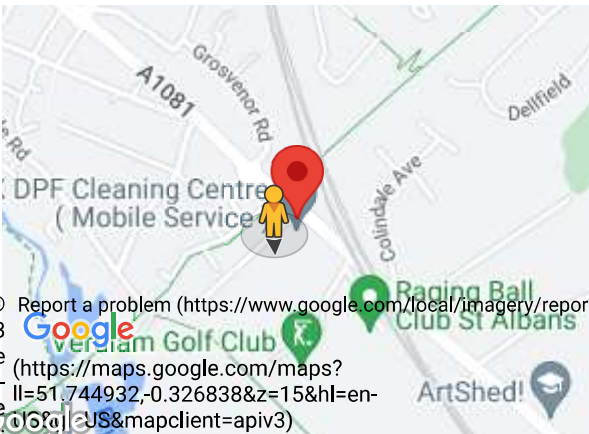 Grosvenor Rd
A1081
Dellfield
Rd
DPF Cleaning Centre
( Mobile Service
Colindale Ave
Report a problem (https://www.google.com/local/imagery/repor
Raging Ball
Club St Albans
Google
Verulam Golf Club
(https://maps.google.com/maps?
ll=51.744932,-0.326838&z=15&hl=en-
US&mapclient=apiv3)
ArtShed!